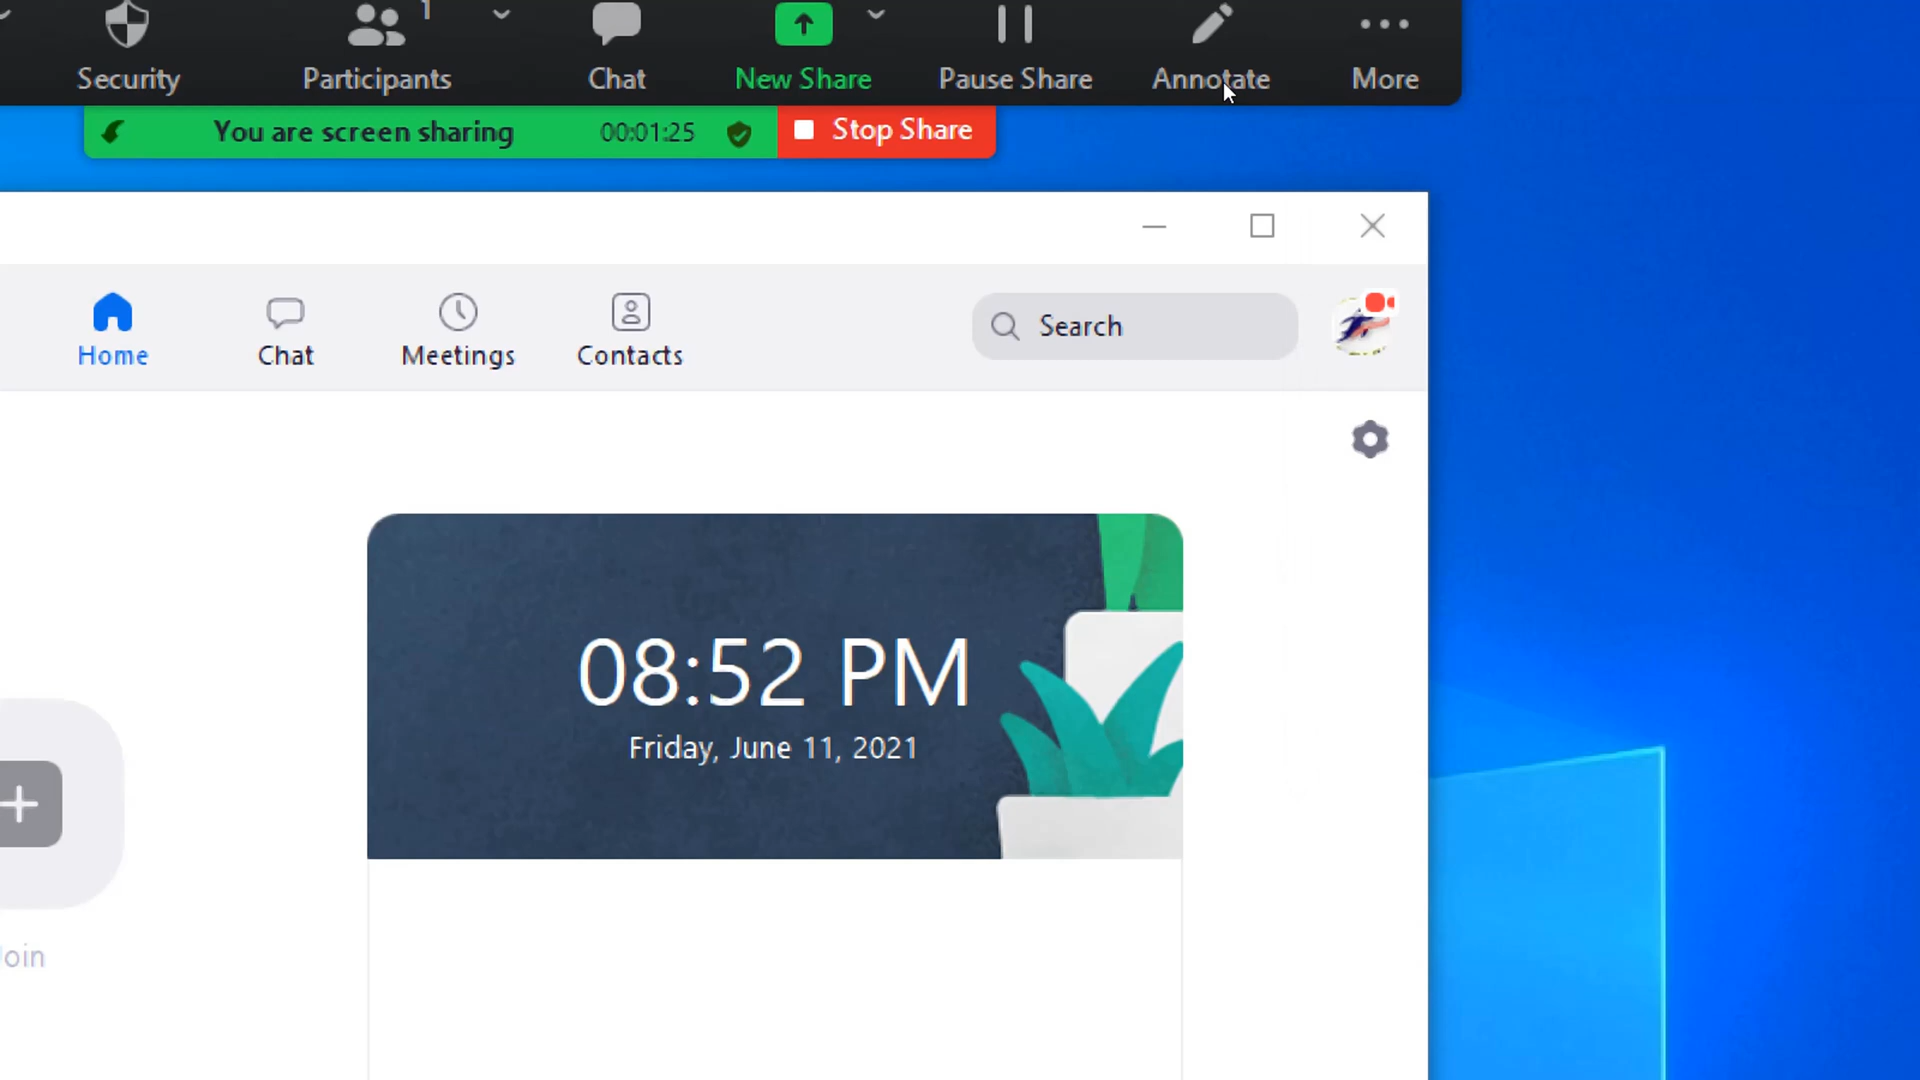 1
Security
Participants
Chat
New Share
Pause Share
Annotate
More
You are screen sharing
00:01:25
Stop Share
Home
Chat
Meetings
Contacts
Search
08:52 PM
Friday, June 11, 2021
Join